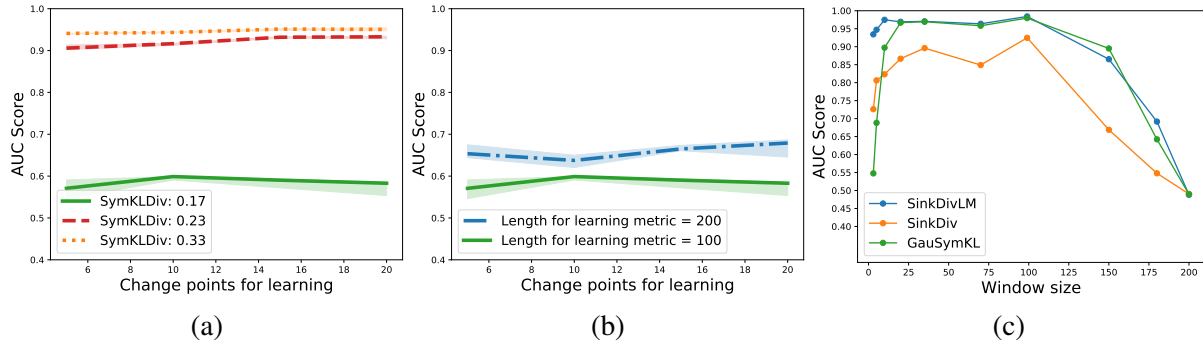 1.0
0.9
0.8
0.7
0.6
0.5
0.4
AUC Score
SymKLDiv: 0.17
SymKLDiv: 0.23
SymKLDiv: 0.33
6 8 10 12 14 16 18 20
Change points for learning
(a)
1.0
0.9
0.8
0.7
0.6
0.5
0.4
AUC Score
Length for learning metric = 200
Length for learning metric = 100
6 8 10 12 14 16 18 20
Change points for learning
(b)
1.00
0.95
0.90
0.85
0.80
0.75
0.70
0.65
0.60
0.55
0.50
0.45
0.40
AUC Score
SinkDivLM
SinkDiv
GauSymKL
0 25 50 75 100 125 150 175 200
Window size
(c)